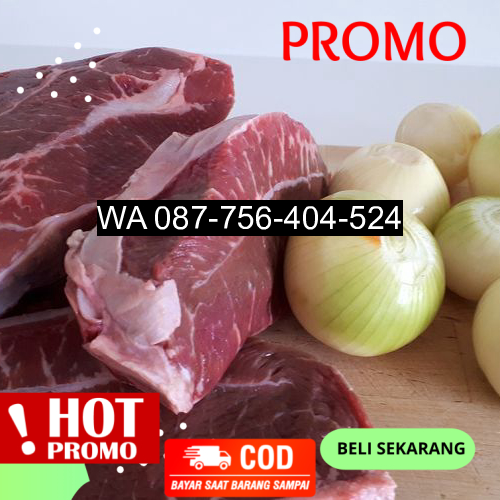 PROMO
WA 087-756-404-524
! HOT
PROMO
COD
BAYAR SAAT BARANG SAMPAI
BELI SEKARANG